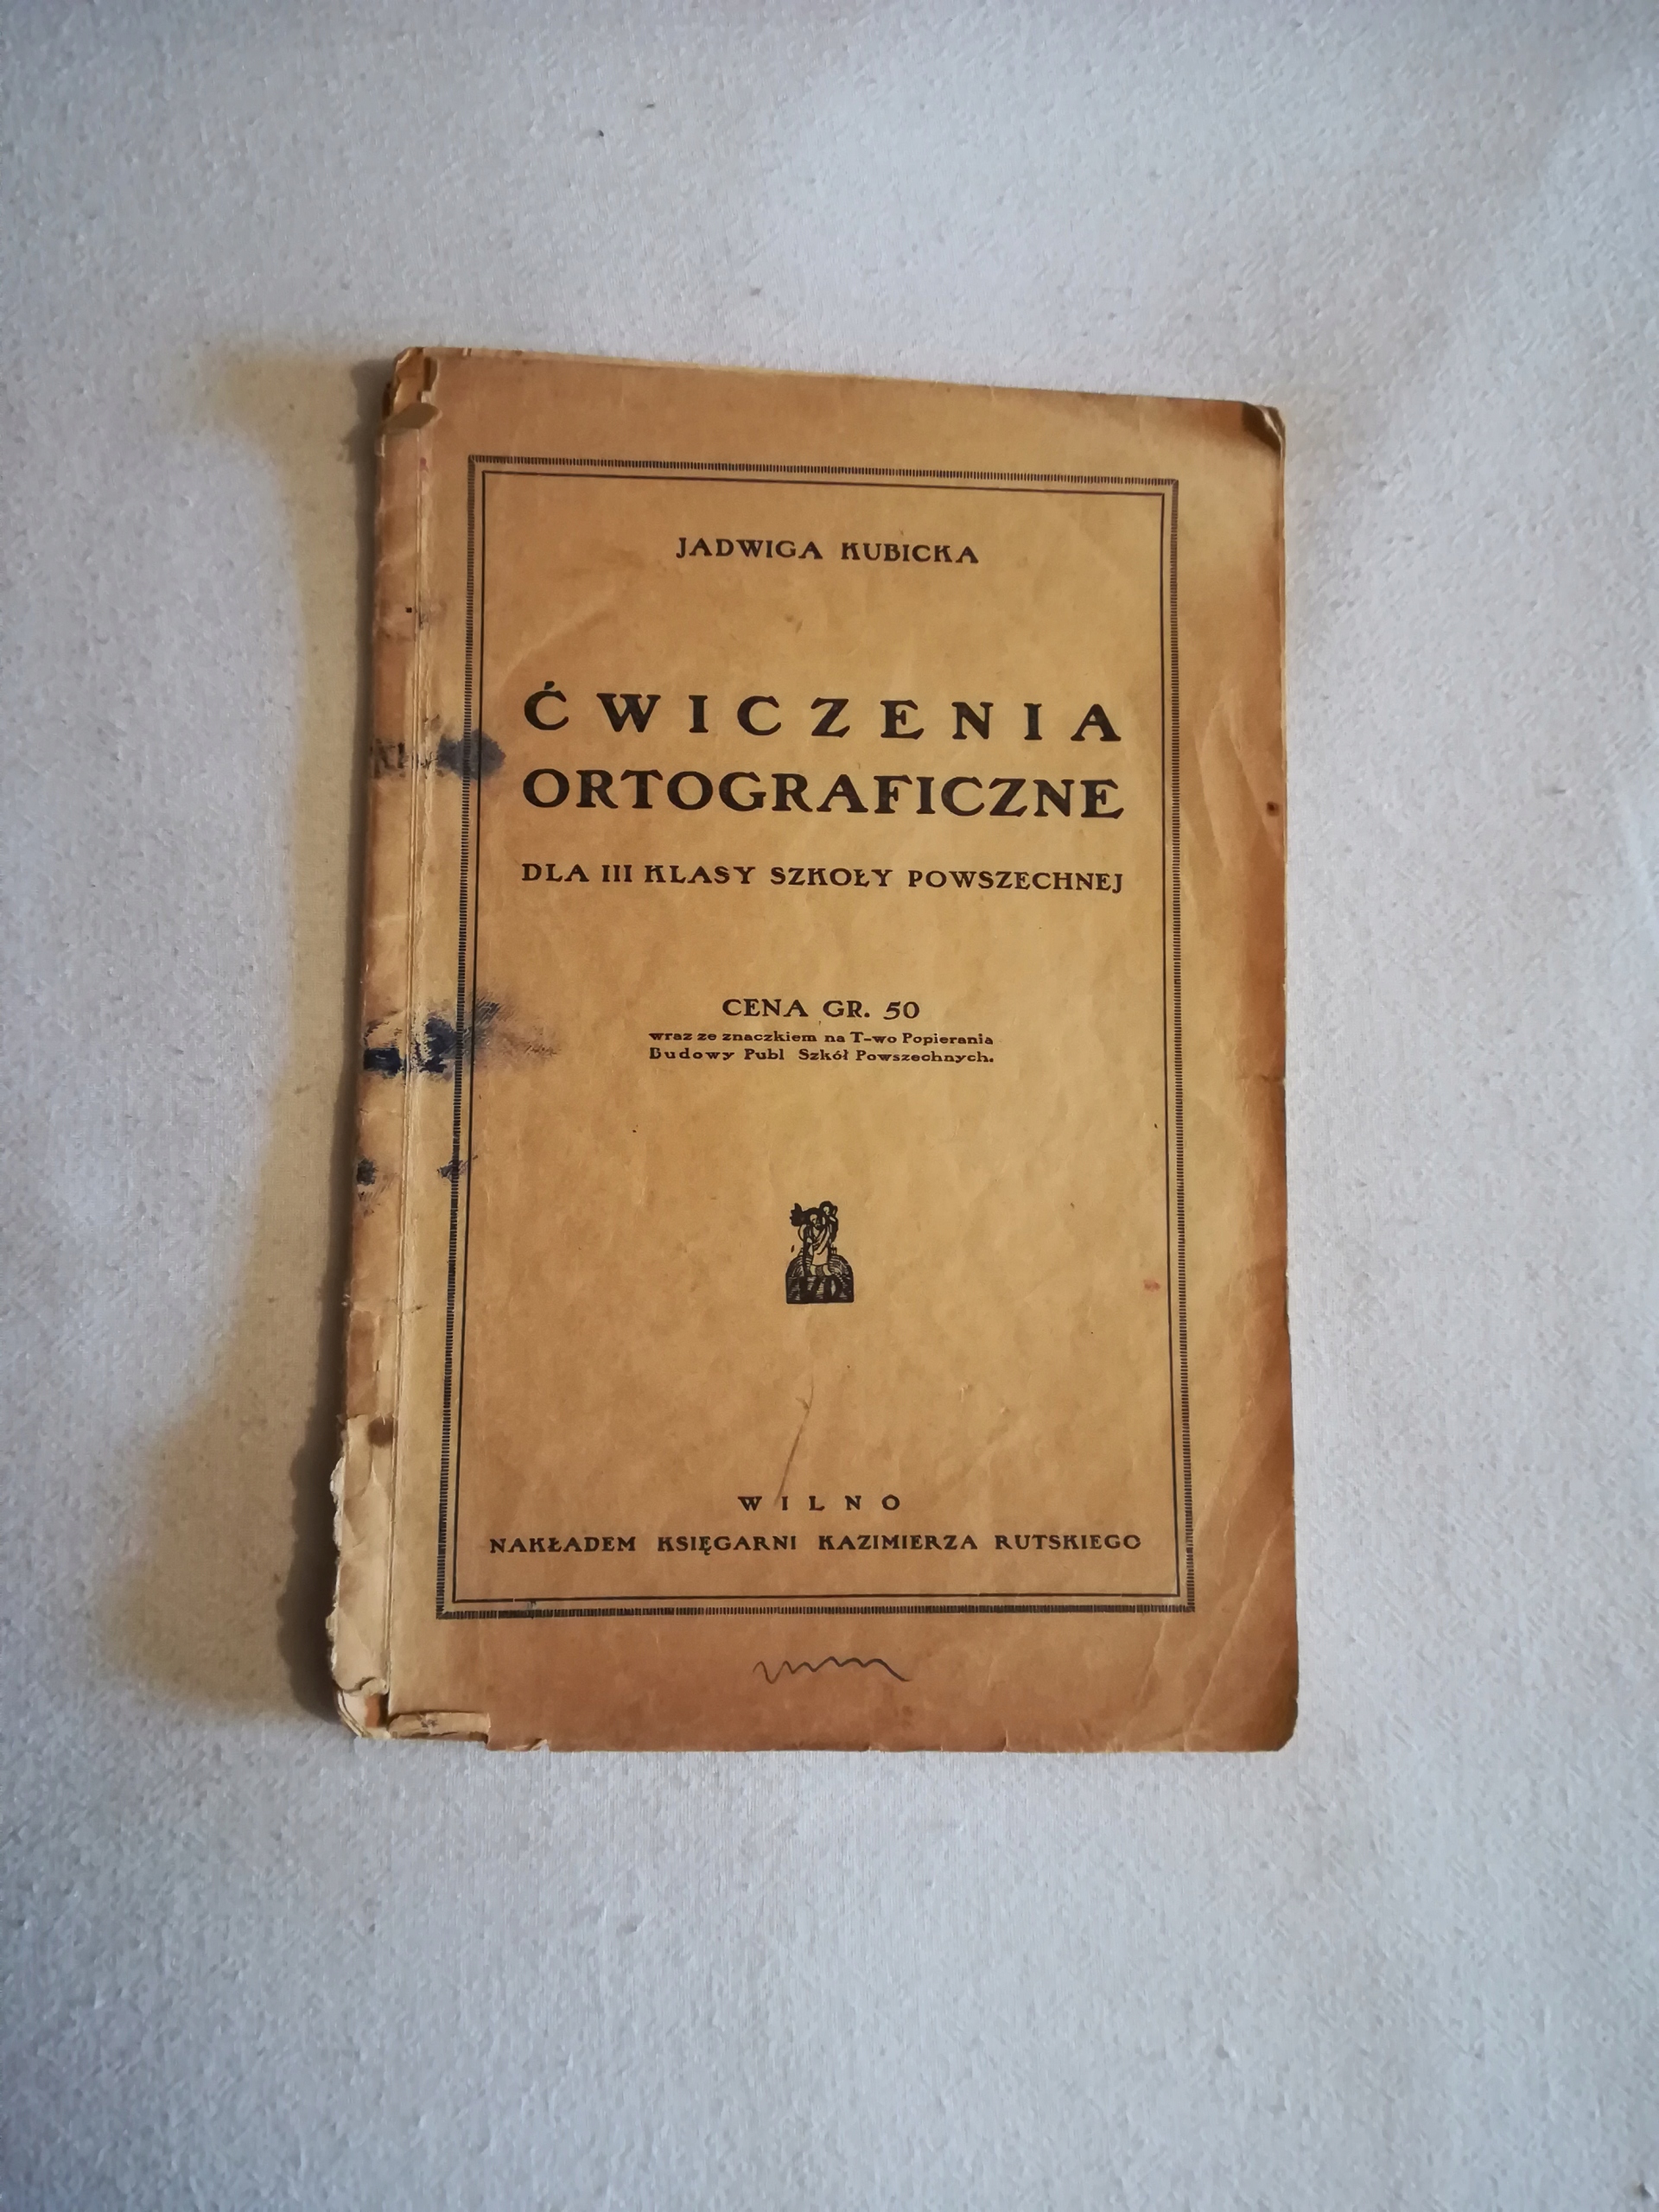 JADWIGA KUBICKA
ĆWICZENIA
ORTOGRAFICZNE
DLA III KLASY SZKOŁY POWSZECHNEJ
CENA GR. 50
wraz ze znaczkiem na T-wo Popierania
Budowy Publ Szkół Powszechnych.
WILNO
NAKŁADEM KSIĘGARNI KAZIMIERZA RUTSKIEGO